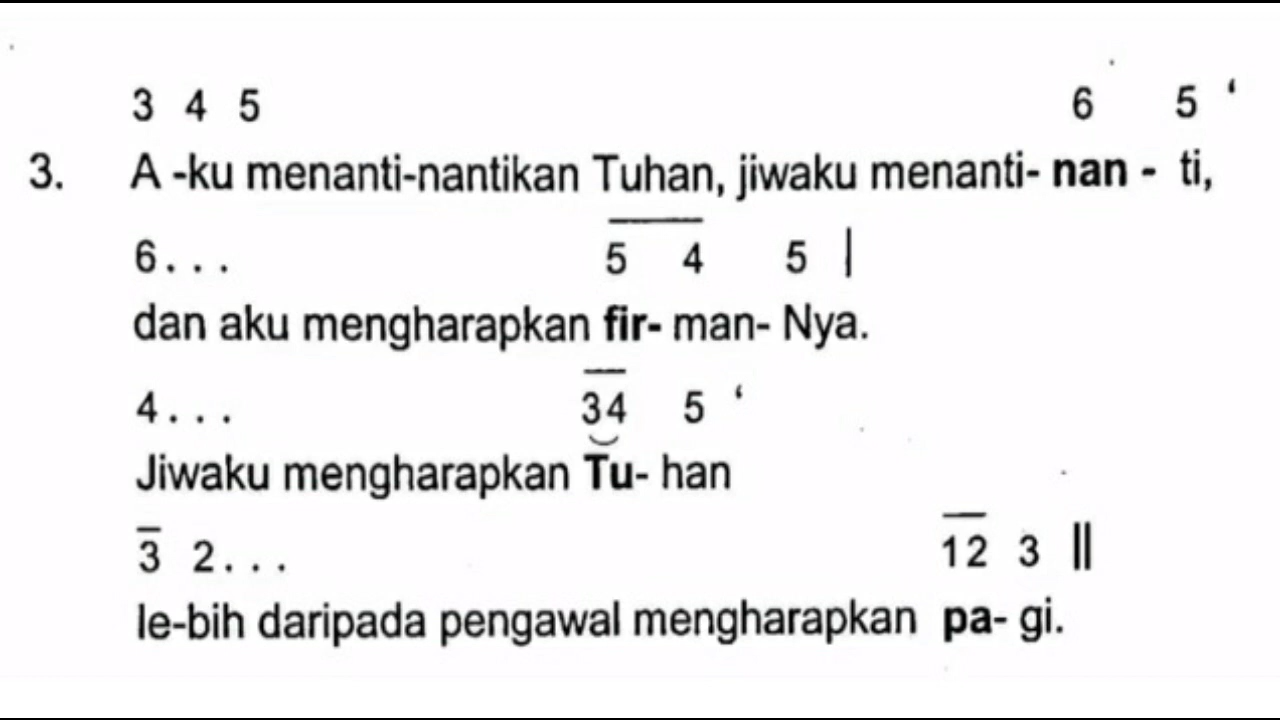 3 4 5 6 5 ‘
3. A -ku menanti-nantikan Tuhan, jiwaku menanti- nan - ti,
6 . . . 5 4 5 |
dan aku mengharapkan fir- man- Nya.
4 . . . 34 5 ‘
Jiwaku mengharapkan Tu- han
3 2 . . . 12 3 ||
le-bih daripada pengawal mengharapkan pa- gi.